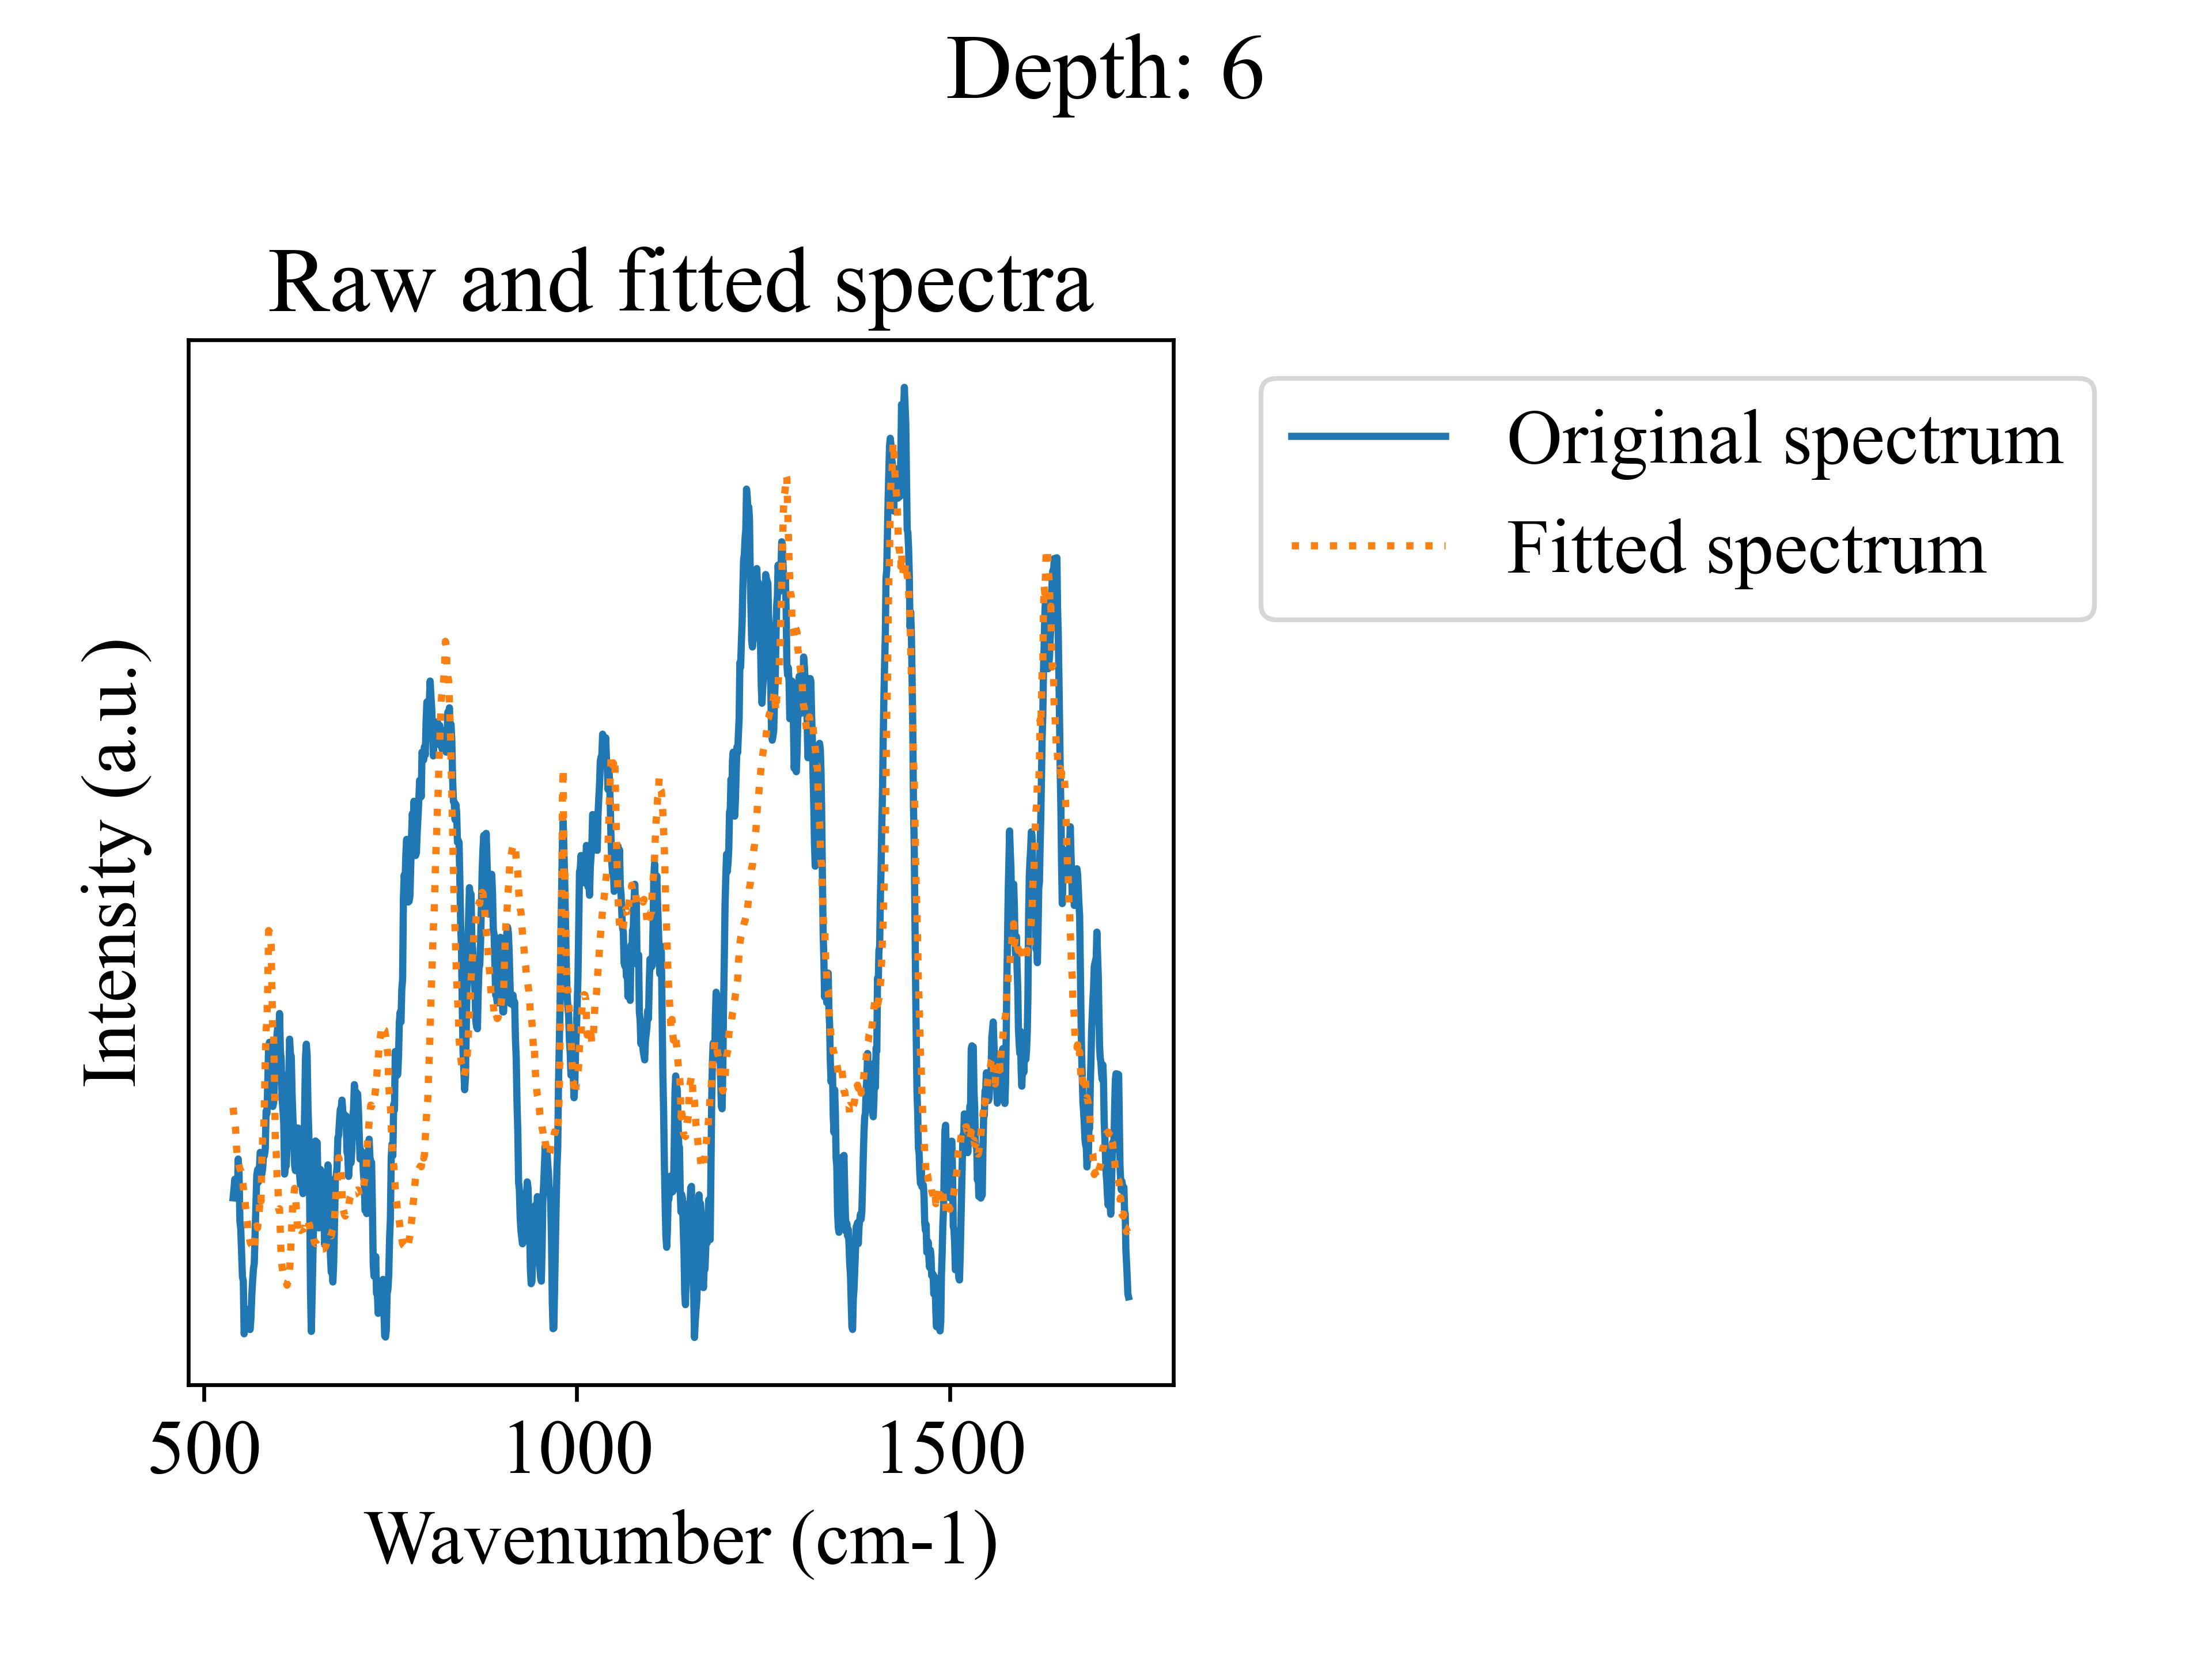 Depth: 6
Raw and fitted spectra
Original spectrum
Fitted spectrum
Intensity (a.u.)
500 1000 1500
Wavenumber (cm-1)